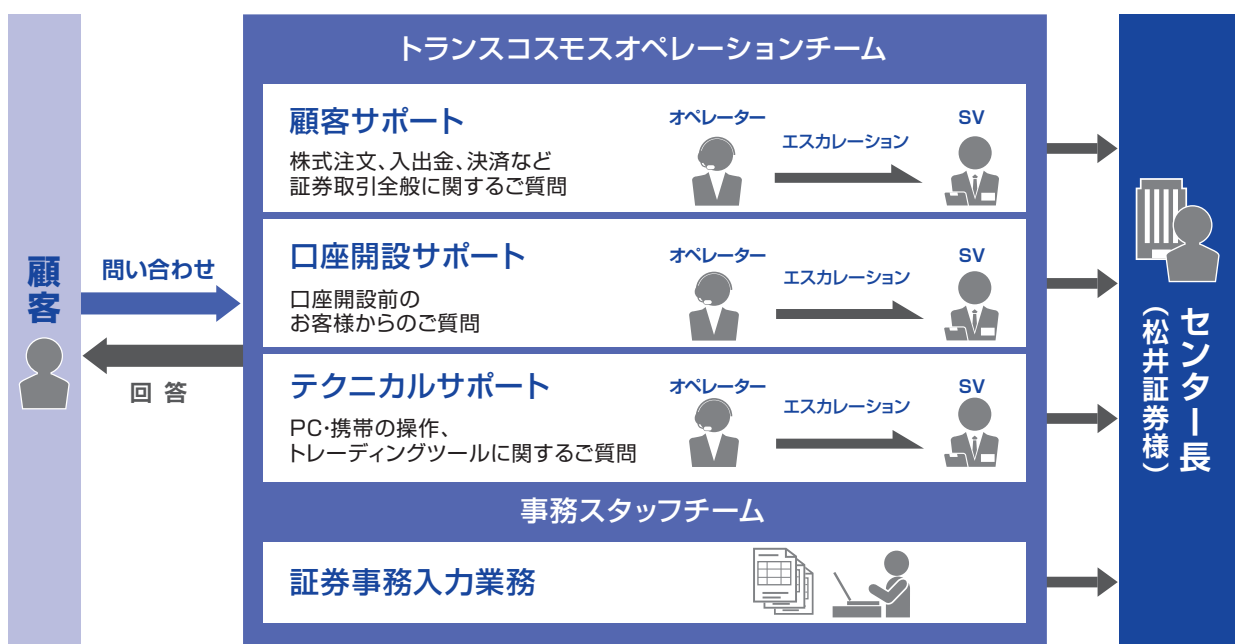 顧客
問い合わせ
回答
トランスコスモスオペレーションチーム
顧客サポート
株式注文、入出金、決済など
証券取引全般に関するご質問
オペレーター
エスカレーション
SV
口座開設サポート
口座開設前の
お客様からのご質問
オペレーター
エスカレーション
SV
テクニカルサポート
PC・携帯の操作、
トレーディングツールに関するご質問
オペレーター
エスカレーション
SV
事務スタッフチーム
証券事務入力業務
センター長
（松井証券様）